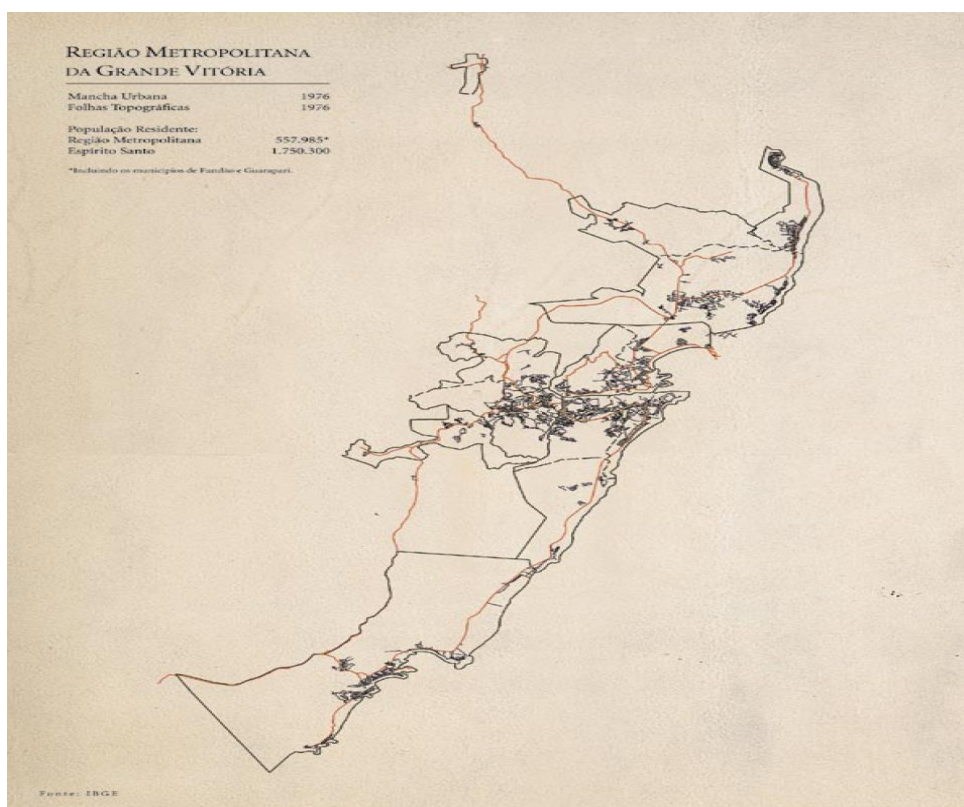 Região Metropolitana
da Grande Vitória
Mancha Urbana 1976
Folhas Topográficas 1976
População Residente:
Região Metropolitana 557.985*
Espírito Santo 1.750.300
*Incluindo os municípios de Fundão e Guarapari.
Fonte: IBGE